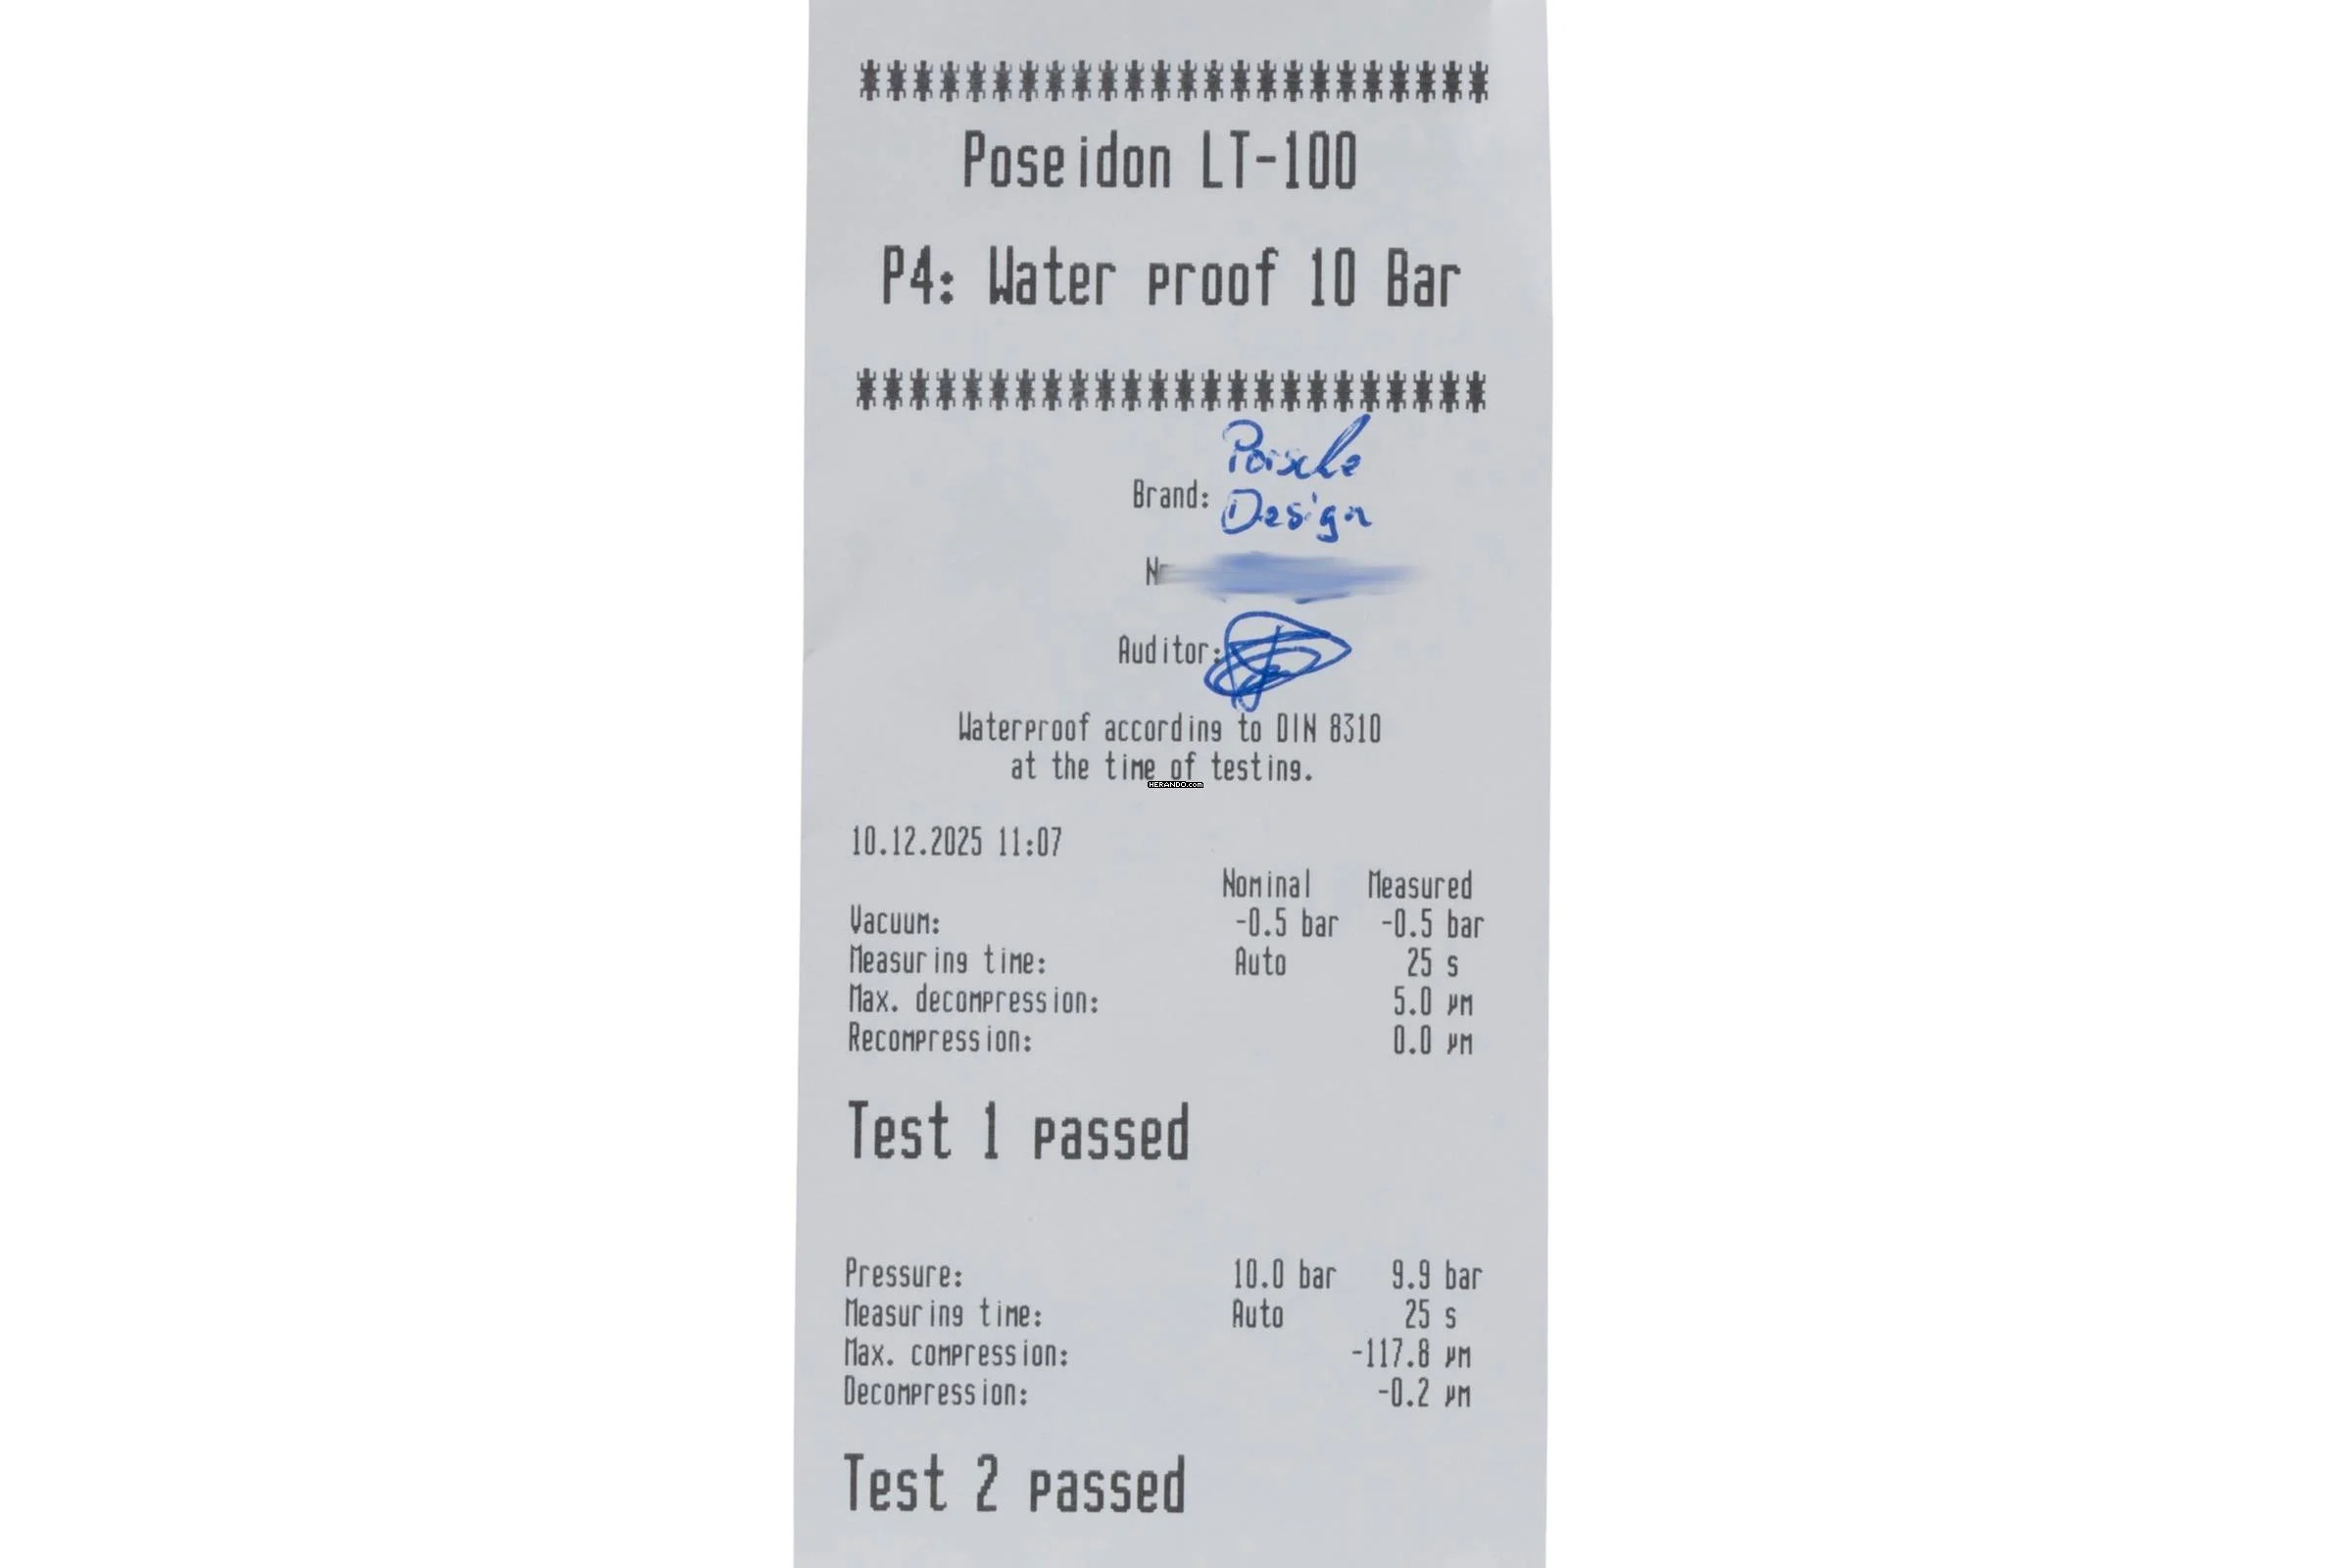 ************************
Poseidon LT-100
P4: Water proof 10 Bar
************************
Porsche
Brand: Design
Auditor:
Waterproof according to DIN 8310
at the time of testing.
HERANDO.com
10.12.2025 11:07
Nominal Measured
Vacuum: -0.5 bar -0.5 bar
Measuring time: Auto 25 s
Max. decompression: 5.0 µm
Recompression: 0.0 µm
Test 1 passed
Pressure: 10.0 bar 9.9 bar
Measuring time: Auto 25 s
Max. compression: -117.8 µm
Decompression: -0.2 µm
Test 2 passed